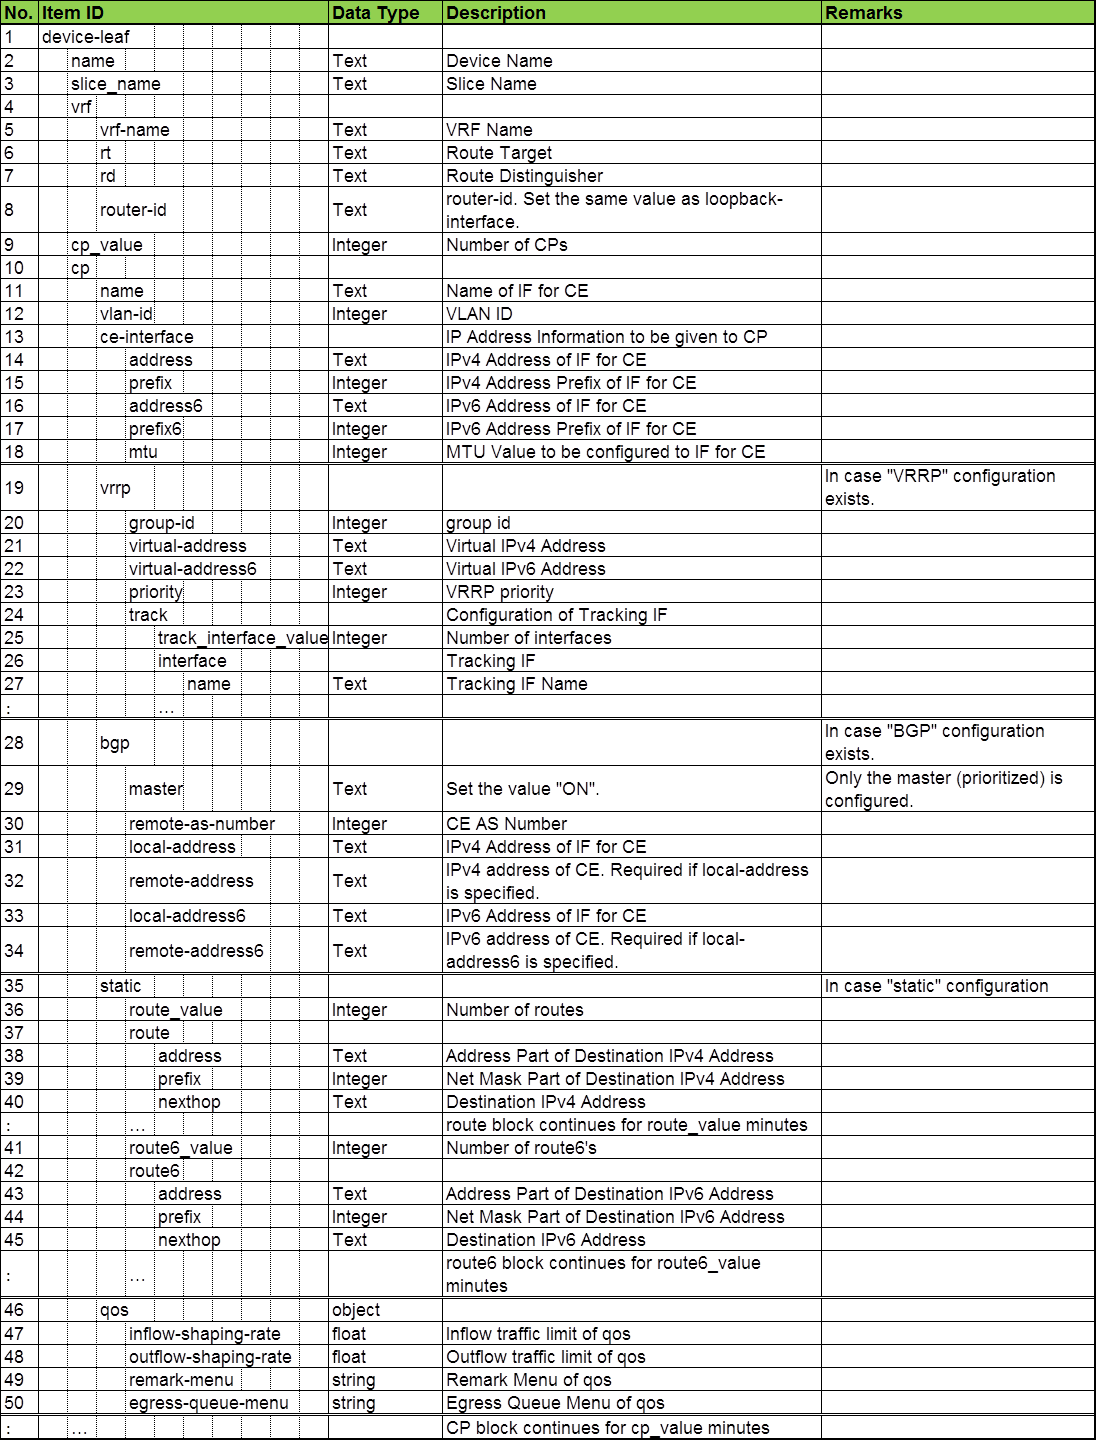 No. Item ID Data Type Description Remarks
1 device-leaf
2 name Text Device Name
3 slice_name Text Slice Name
4 vrf
5 vrf-name Text VRF Name
6 rt Text Route Target
7 rd Text Route Distinguisher
8 router-id Text router-id. Set the same value as loopback-
interface.
9 cp_value Integer Number of CPs
10 cp
11 name Text Name of IF for CE
12 vlan-id Integer VLAN ID
13 ce-interface IP Address Information to be given to CP
14 address Text IPv4 Address of IF for CE
15 prefix Integer IPv4 Address Prefix of IF for CE
16 address6 Text IPv6 Address of IF for CE
17 prefix6 Integer IPv6 Address Prefix of IF for CE
18 mtu Integer MTU Value to be configured to IF for CE
19 vrrp In case "VRRP" configuration
exists.
20 group-id Integer group id
21 virtual-address Text Virtual IPv4 Address
22 virtual-address6 Text Virtual IPv6 Address
23 priority Integer VRRP priority
24 track Configuration of Tracking IF
25 track_interface_value Integer Number of interfaces
26 interface Tracking IF
27 name Text Tracking IF Name
: ...
28 bgp In case "BGP" configuration
exists.
29 master Text Set the value "ON". Only the master (prioritized) is
configured.
30 remote-as-number Integer CE AS Number
31 local-address Text IPv4 Address of IF for CE
32 remote-address Text IPv4 address of CE. Required if local-address
is specified.
33 local-address6 Text IPv6 Address of IF for CE
34 remote-address6 Text IPv6 address of CE. Required if local-
address6 is specified.
35 static In case "static" configuration
36 route_value Integer Number of routes
37 route
38 address Text Address Part of Destination IPv4 Address
39 prefix Integer Net Mask Part of Destination IPv4 Address
40 nexthop Text Destination IPv4 Address
: ... route block continues for route_value minutes
41 route6_value Integer Number of route6's
42 route6
43 address Text Address Part of Destination IPv6 Address
44 prefix Integer Net Mask Part of Destination IPv6 Address
45 nexthop Text Destination IPv6 Address
: ... route6 block continues for route6_value
minutes
46 qos object
47 inflow-shaping-rate float Inflow traffic limit of qos
48 outflow-shaping-rate float Outflow traffic limit of qos
49 remark-menu string Remark Menu of qos
50 egress-queue-menu string Egress Queue Menu of qos
: ... CP block continues for cp_value minutes